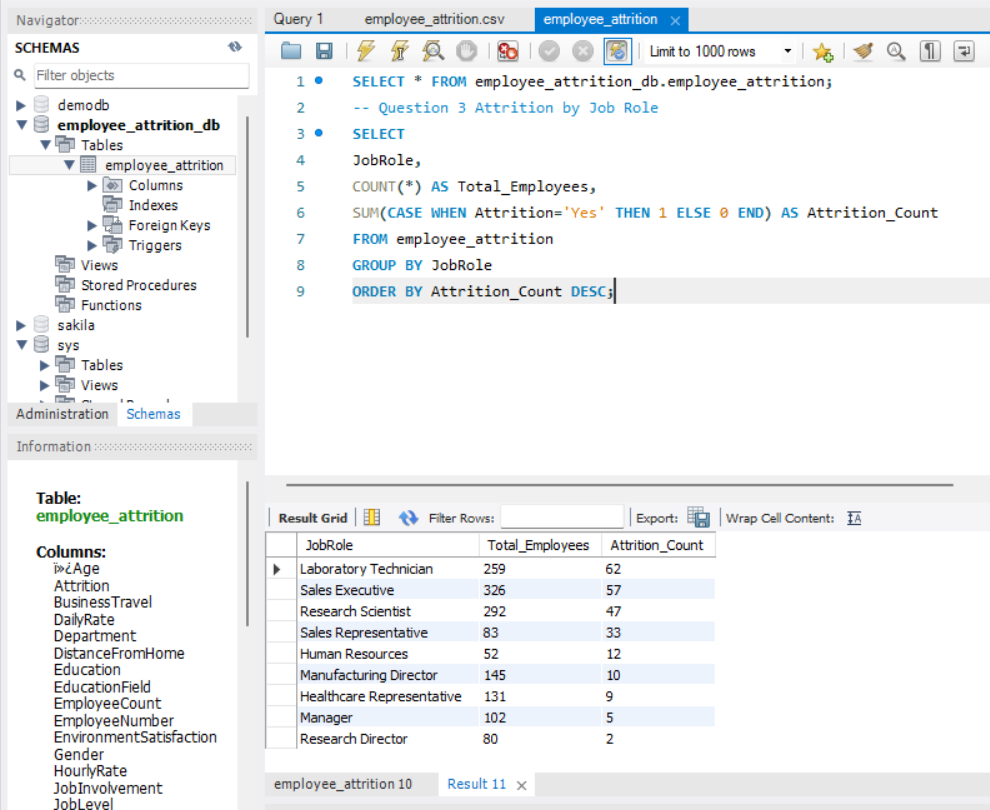 Navigator
SCHEMAS
Filter objects
demodb
employee_attrition_db
Tables
employee_attrition
Columns
Indexes
Foreign Keys
Triggers
Views
Stored Procedures
Functions
sakila
sys
Tables
Views
Administration Schemas
Information
Table:
employee_attrition
Columns:
ï»¿Age
Attrition
BusinessTravel
DailyRate
Department
DistanceFromHome
Education
EducationField
EmployeeCount
EmployeeNumber
EnvironmentSatisfaction
Gender
HourlyRate
JobInvolvement
JobLevel
Query 1 employee_attrition.csv employee_attrition
Limit to 1000 rows
1 SELECT * FROM employee_attrition_db.employee_attrition;
2 -- Question 3 Attrition by Job Role
3 SELECT
4 JobRole,
5 COUNT(*) AS Total_Employees,
6 SUM(CASE WHEN Attrition='Yes' THEN 1 ELSE 0 END) AS Attrition_Count
7 FROM employee_attrition
8 GROUP BY JobRole
9 ORDER BY Attrition_Count DESC;
Result Grid Filter Rows: Export: Wrap Cell Content: IA
JobRole Total_Employees Attrition_Count
Laboratory Technician 259 62
Sales Executive 326 57
Research Scientist 292 47
Sales Representative 83 33
Human Resources 52 12
Manufacturing Director 145 10
Healthcare Representative 131 9
Manager 102 5
Research Director 80 2
employee_attrition 10 Result 11